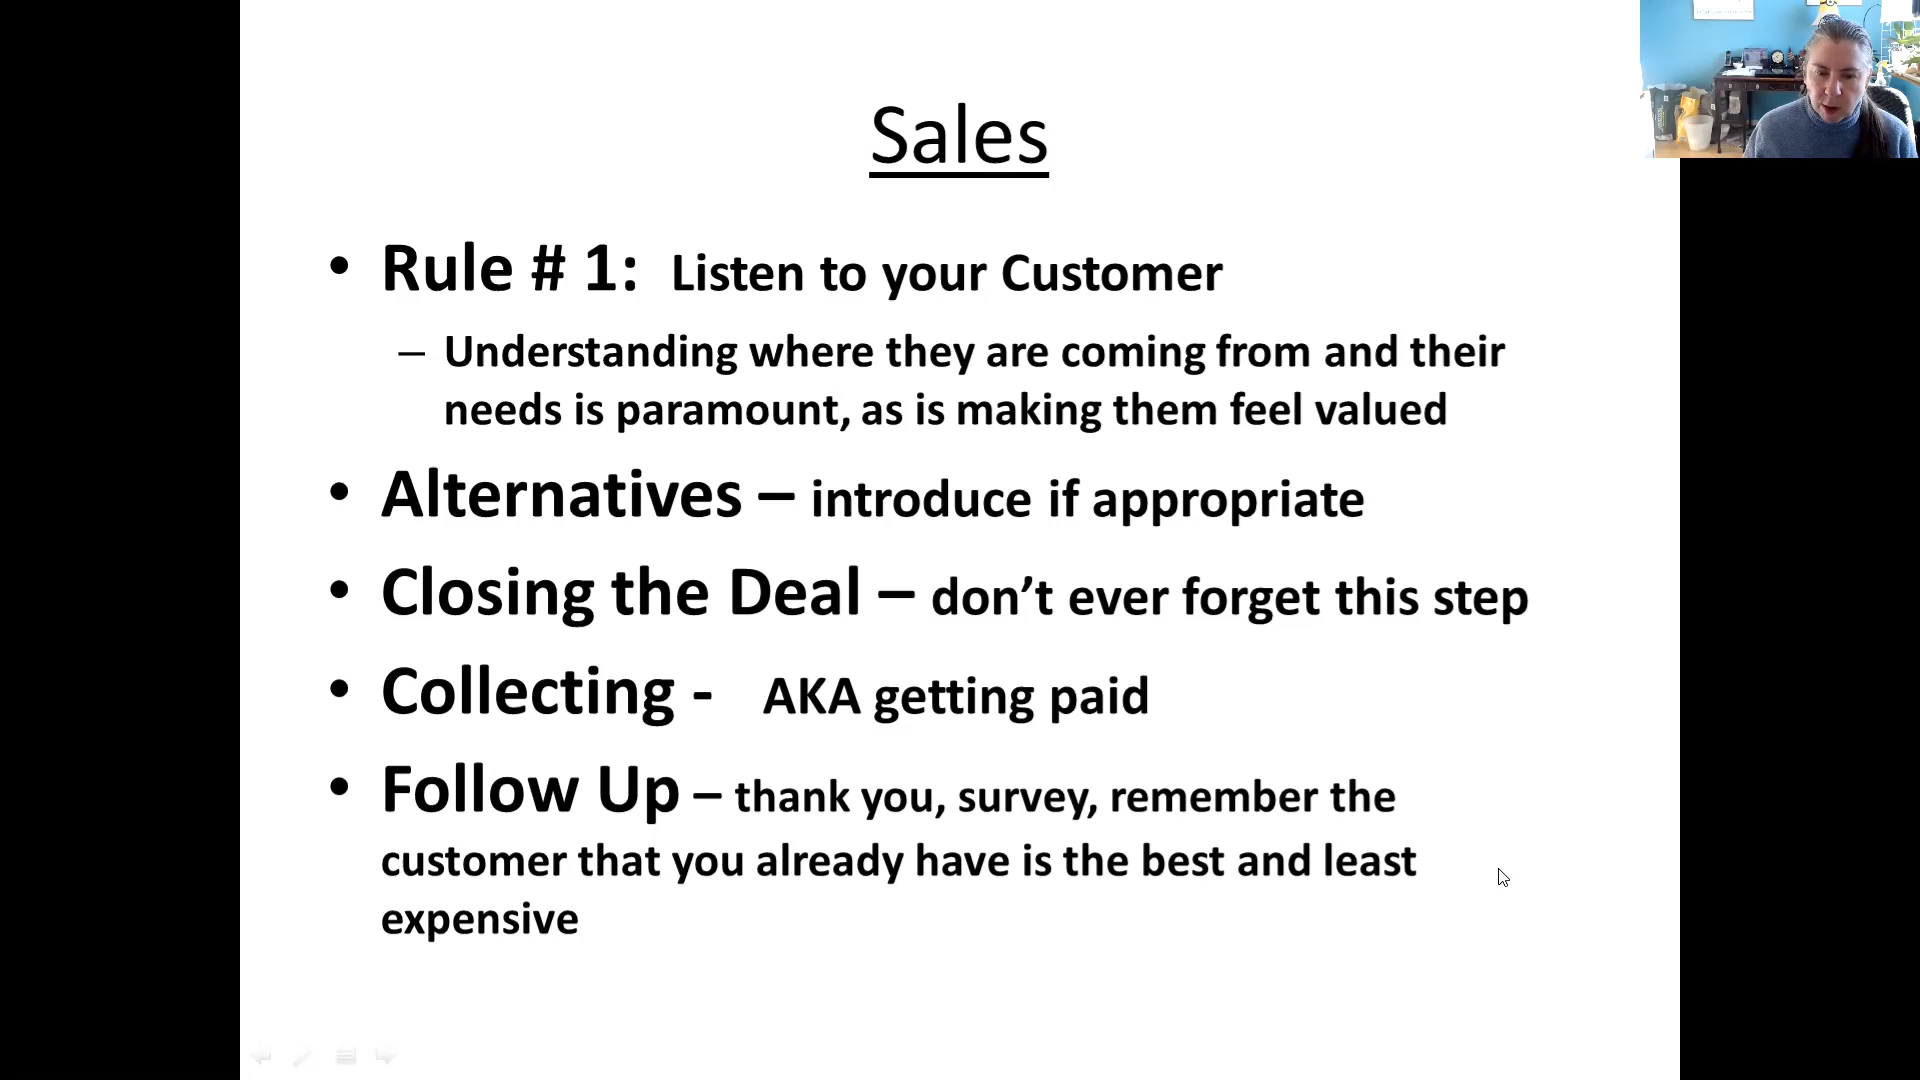 Sales
• Rule # 1: Listen to your Customer
– Understanding where they are coming from and their
needs is paramount, as is making them feel valued
• Alternatives – introduce if appropriate
• Closing the Deal – don’t ever forget this step
• Collecting - AKA getting paid
• Follow Up – thank you, survey, remember the
customer that you already have is the best and least
expensive